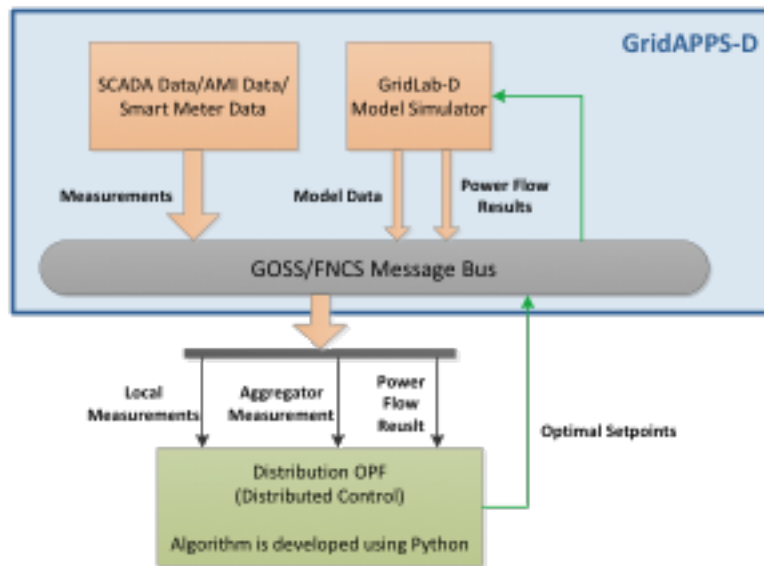 GridAPPS-D
SCADA Data/AMI Data/
Smart Meter Data
GridLab-D
Model Simulator
Measurements
Model Data
Power Flow
Results
GOSS/FNCS Message Bus
Local
Measurements
Aggregator
Measurement
Power
Flow
Reuslt
Optimal Setpoints
Distribution OPF
(Distributed Control)
Algorithm is developed using Python